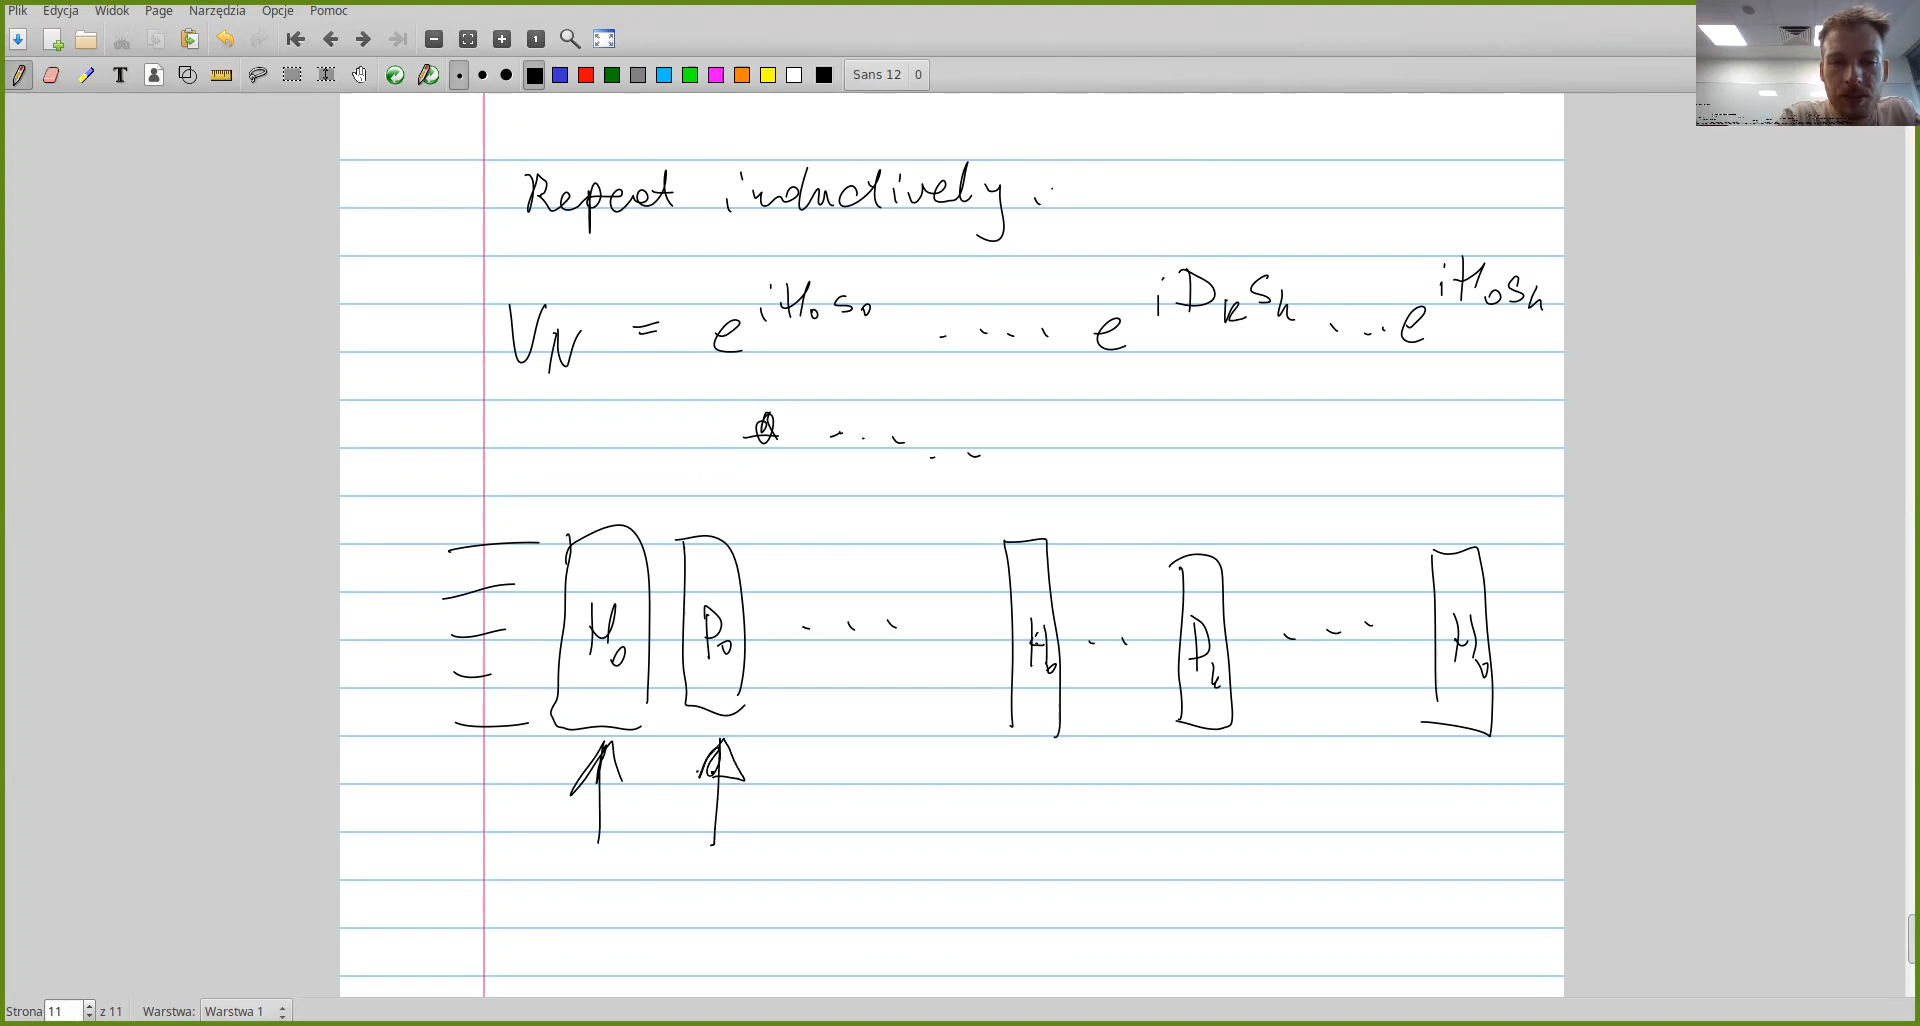 Plik Edycja Widok Page Narzędzia Opcje Pomoc
Sans 12 0
Repeat inductively.
V_N = e^{iH_0 s_0} .... e^{iD_k s_k} ... e^{iH_0 s_k}
... ..
H_0 D_0 ... H_0 .. D_k ... H_0
Strona 11 z 11 Warstwa: Warstwa 1